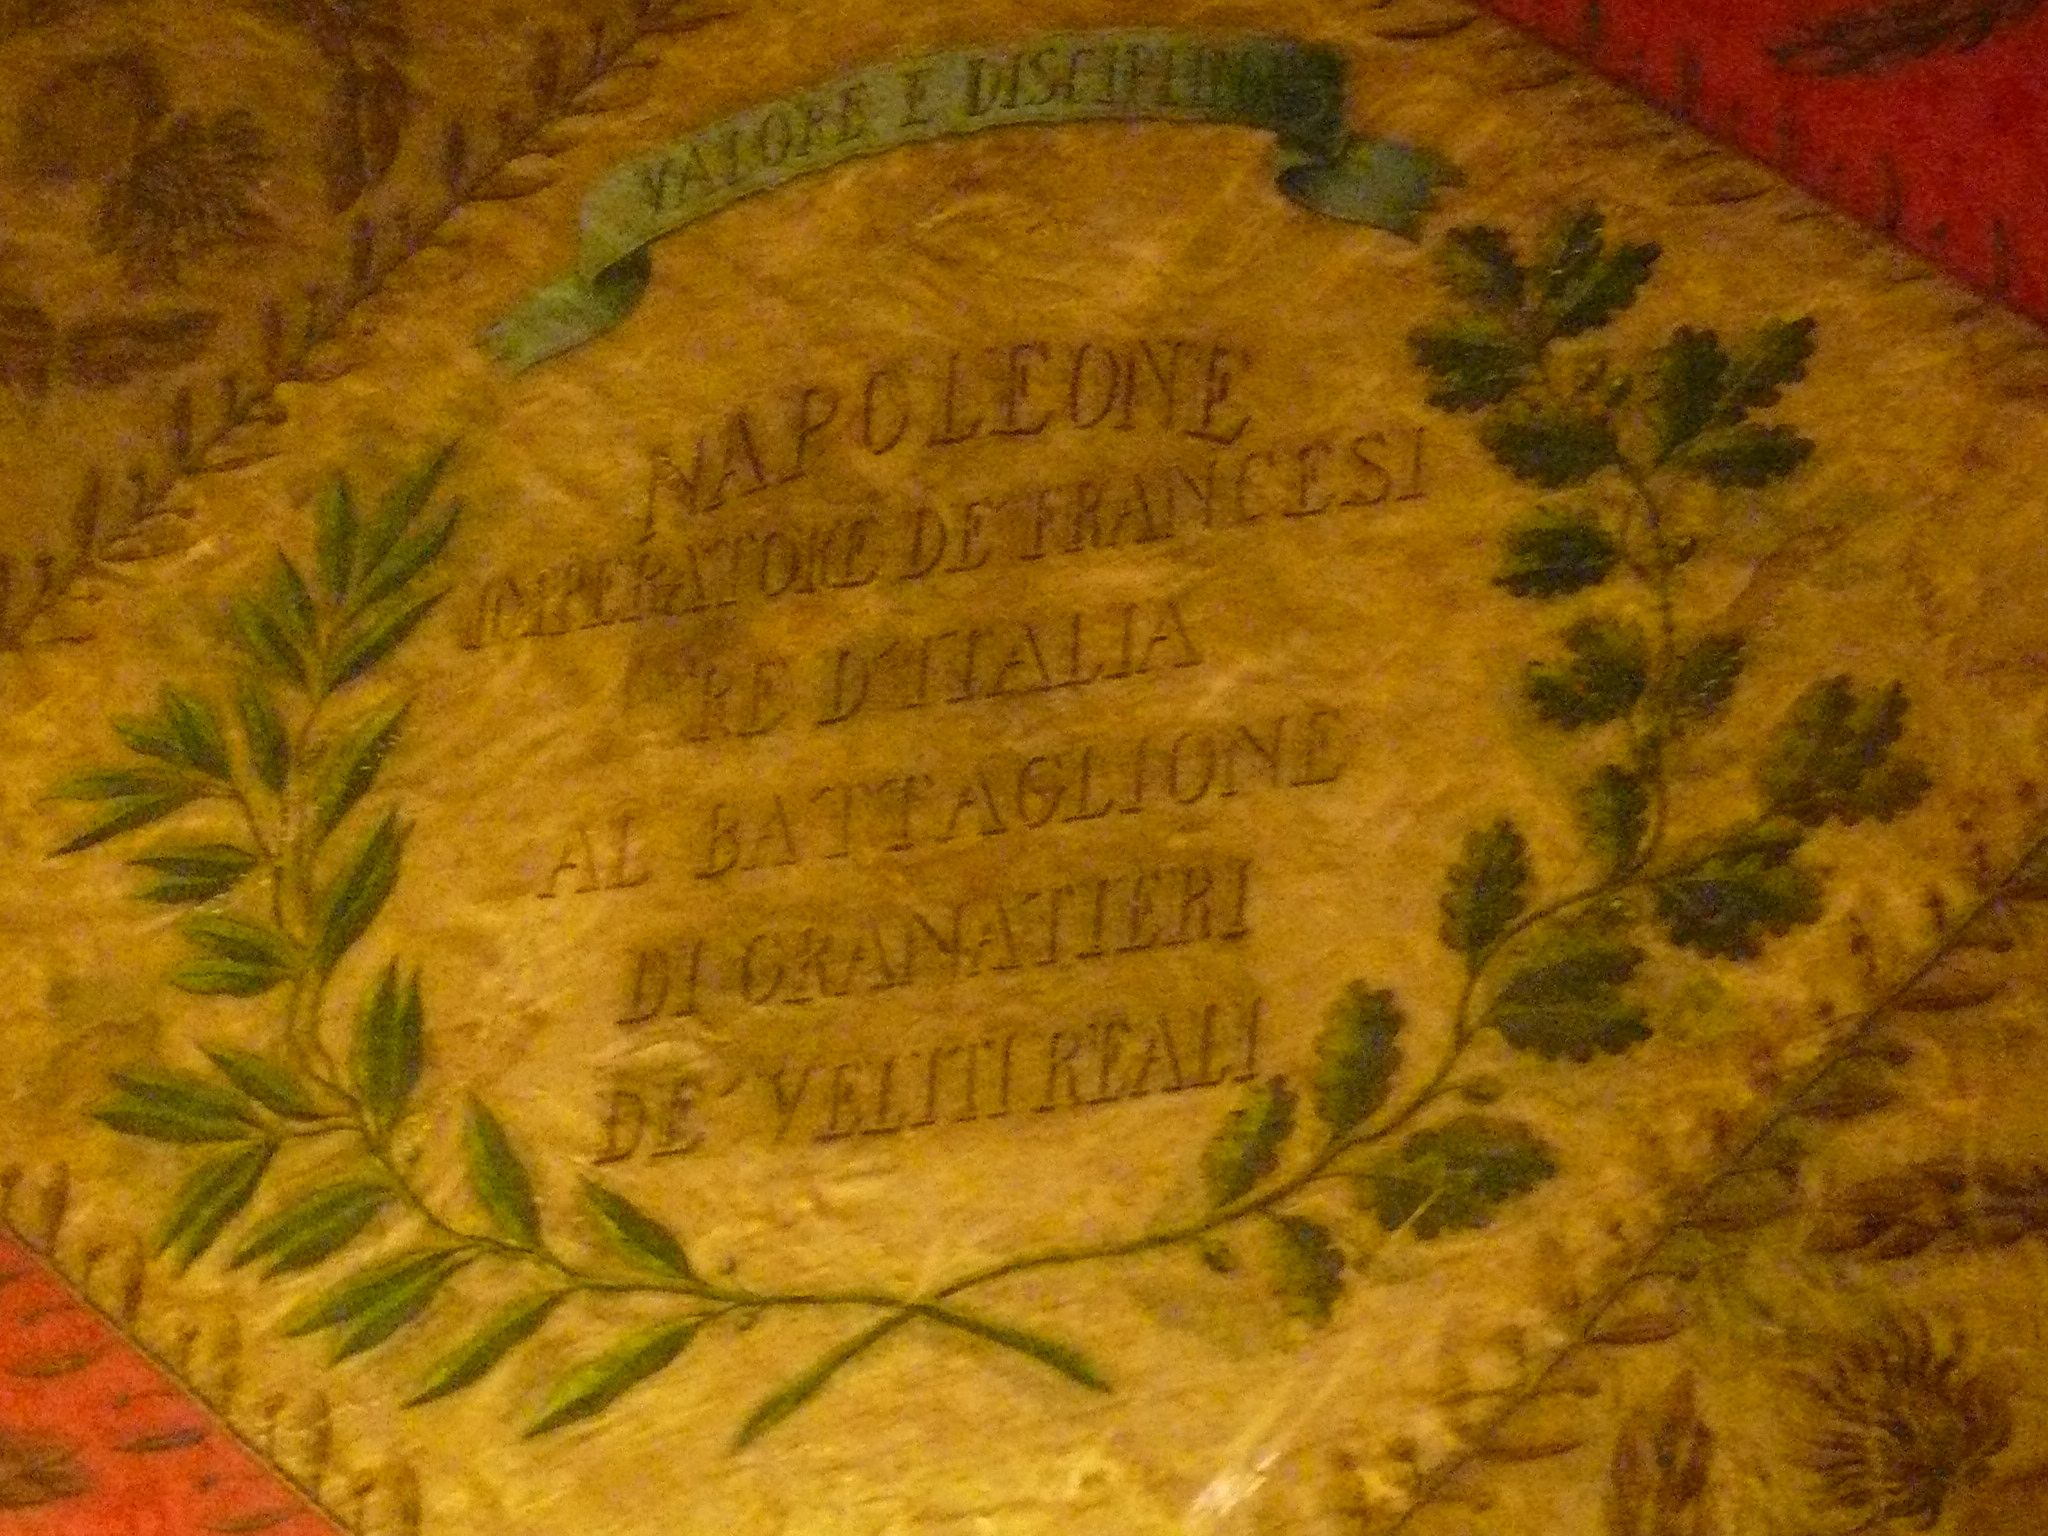 VALORE E DISCIPLINA
NAPOLEONE
IMPERATORE DE' FRANCESI
RE D'ITALIA
AL BATTAGLIONE
DI GRANATIERI
DE' VELITI REALI